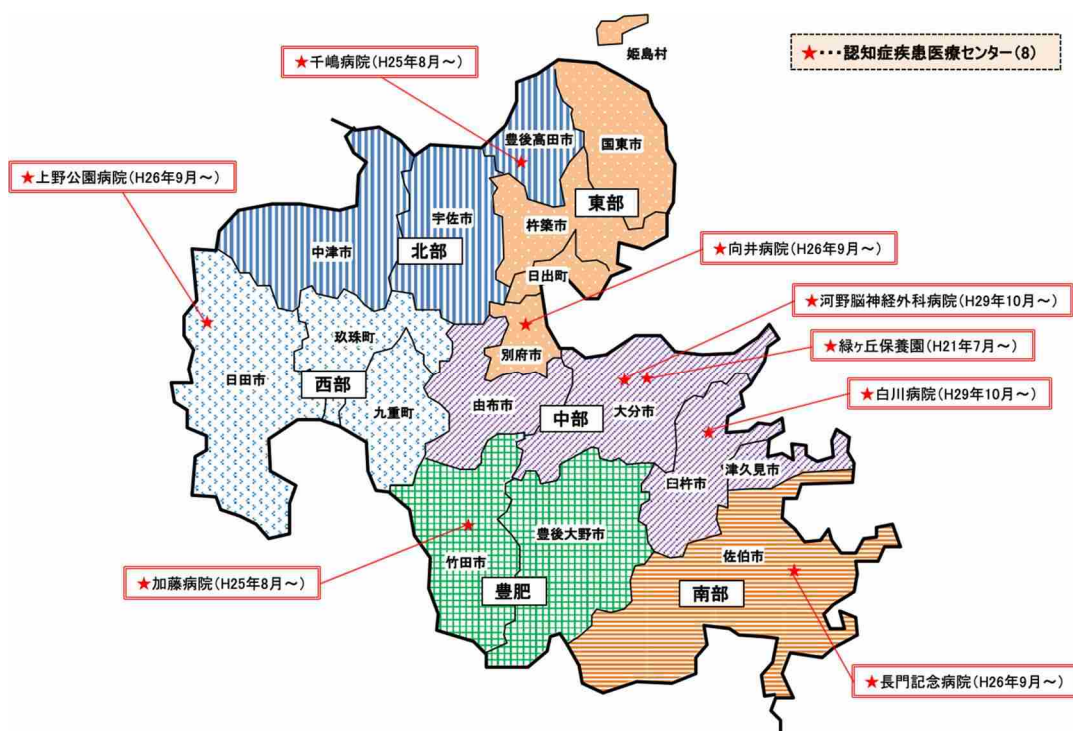 姫島村
★千嶋病院(H25年8月～)
★・・・認知症疾患医療センター(8)
豊後高田市
国東市
★上野公園病院(H26年9月～)
東部
宇佐市
杵築市
北部
中津市
★向井病院(H26年9月～)
日出町
★河野脳神経外科病院(H29年10月～)
玖珠町
★緑ヶ丘保養園(H21年7月～)
別府市
日田市
西部
★白川病院(H29年10月～)
九重町
由布市
中部
大分市
津久見市
臼杵市
豊後大野市
佐伯市
竹田市
★加藤病院(H25年8月～)
豊肥
南部
★長門記念病院(H26年9月～)